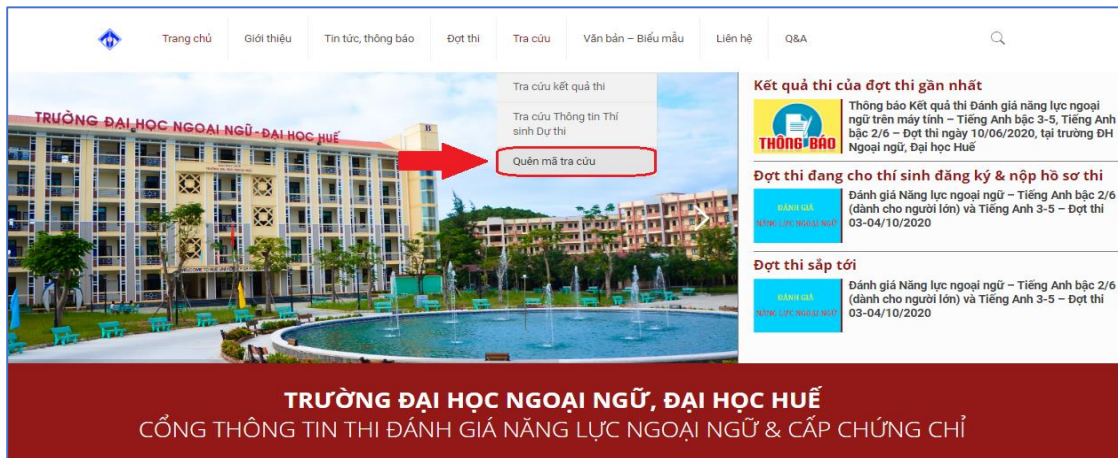 Trang chủ
Giới thiệu
Tin tức, thông báo
Đợt thi
Tra cứu
Văn bản – Biểu mẫu
Liên hệ
Q&A
Tra cứu kết quả thi
Tra cứu Thông tin Thí
sinh Dự thi
Quên mã tra cứu
TRƯỜNG ĐẠI HỌC NGOẠI NGỮ - ĐẠI HỌC HUẾ
B
Kết quả thi của đợt thi gần nhất
THÔNG BÁO
Thông báo Kết quả thi Đánh giá năng lực ngoại
ngữ trên máy tính – Tiếng Anh bậc 3-5, Tiếng Anh
bậc 2/6 – Đợt thi ngày 10/06/2020, tại trường ĐH
Ngoại ngữ, Đại học Huế
Đợt thi đang cho thí sinh đăng ký & nộp hồ sơ thi
ĐÁNH GIÁ
NĂNG LỰC NGOẠI NGỮ
Đánh giá Năng lực ngoại ngữ – Tiếng Anh bậc 2/6
(dành cho người lớn) và Tiếng Anh 3-5 – Đợt thi
03-04/10/2020
Đợt thi sắp tới
ĐÁNH GIÁ
NĂNG LỰC NGOẠI NGỮ
Đánh giá Năng lực ngoại ngữ – Tiếng Anh bậc 2/6
(dành cho người lớn) và Tiếng Anh 3-5 – Đợt thi
03-04/10/2020
TRƯỜNG ĐẠI HỌC NGOẠI NGỮ, ĐẠI HỌC HUẾ
CỔNG THÔNG TIN THI ĐÁNH GIÁ NĂNG LỰC NGOẠI NGỮ & CẤP CHỨNG CHỈ